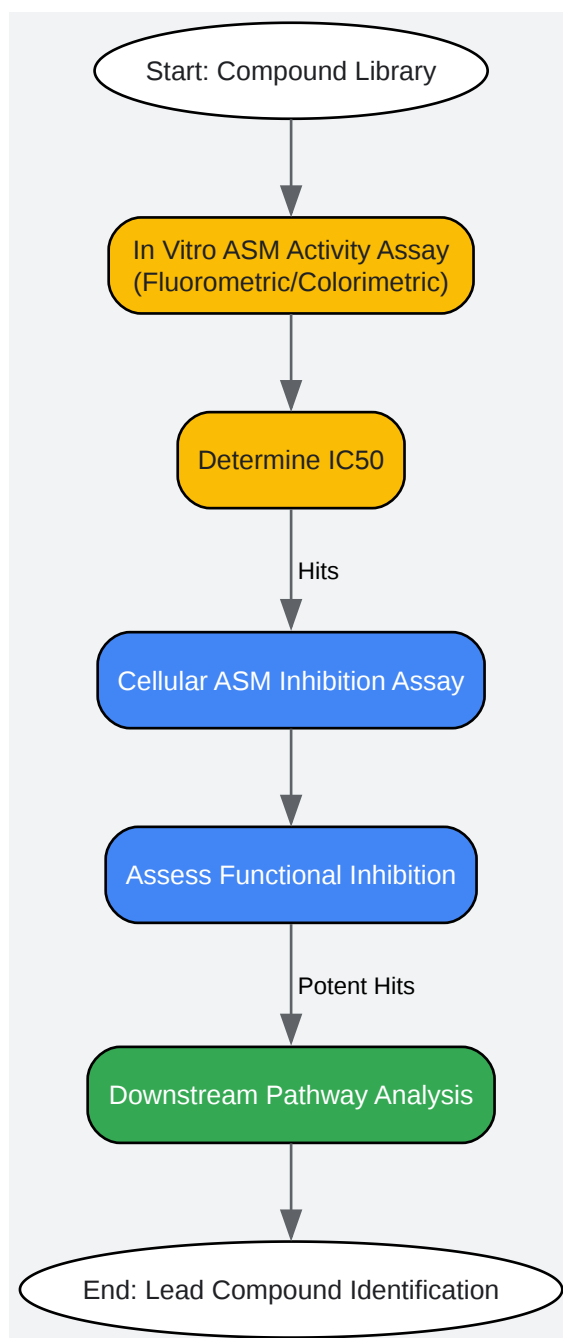 Start: Compound Library
In Vitro ASM Activity Assay
(Fluorometric/Colorimetric)
Determine IC50
Hits
Cellular ASM Inhibition Assay
Assess Functional Inhibition
Potent Hits
Downstream Pathway Analysis
End: Lead Compound Identification